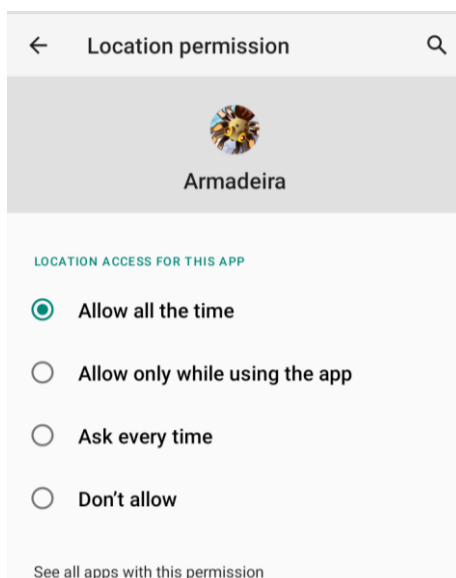 Location permission
Armadeira
LOCATION ACCESS FOR THIS APP
Allow all the time
Allow only while using the app
Ask every time
Don't allow
See all apps with this permission